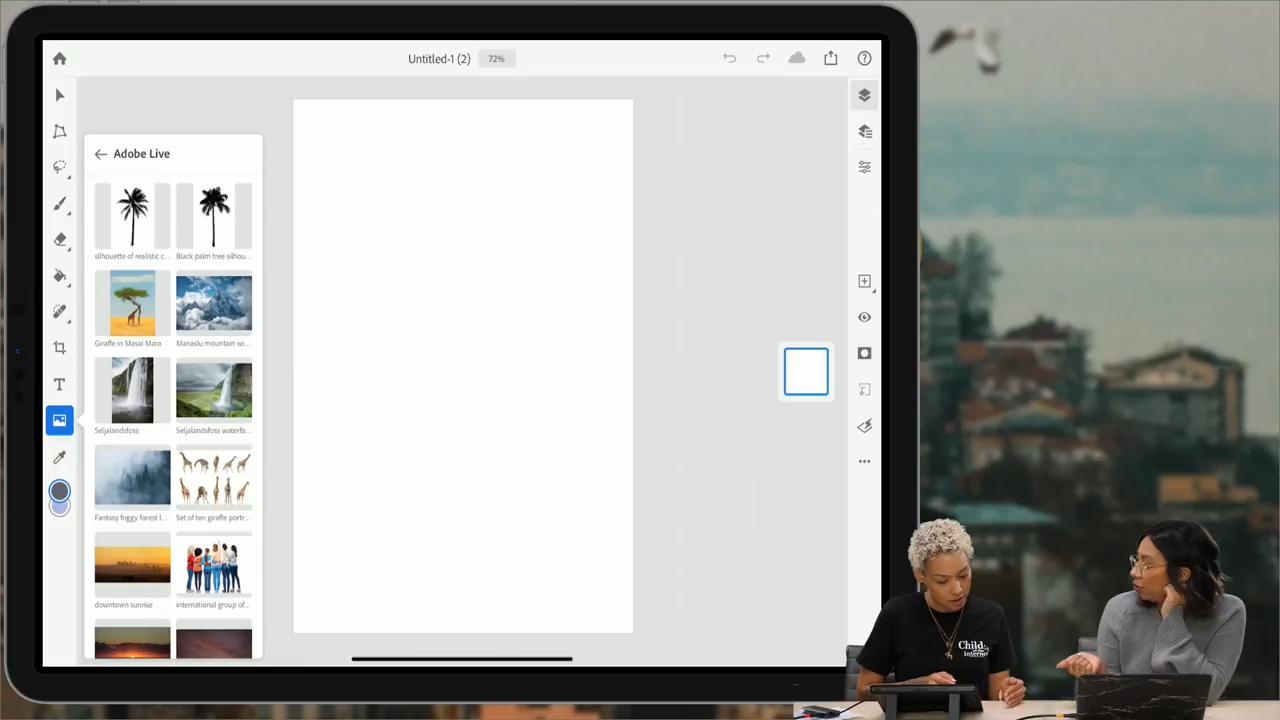 Untitled-1 (2)
72%
Adobe Live
silhouette of realistic c...
Black palm tree silhou...
Giraffe in Masai Mara
Manaslu mountain wi...
Seljalandsfoss
Seljalandsfoss waterfa...
Fantasy foggy forest l...
Set of ten giraffe portr...
downtown sunrise
international group of...
Child
of the
internet